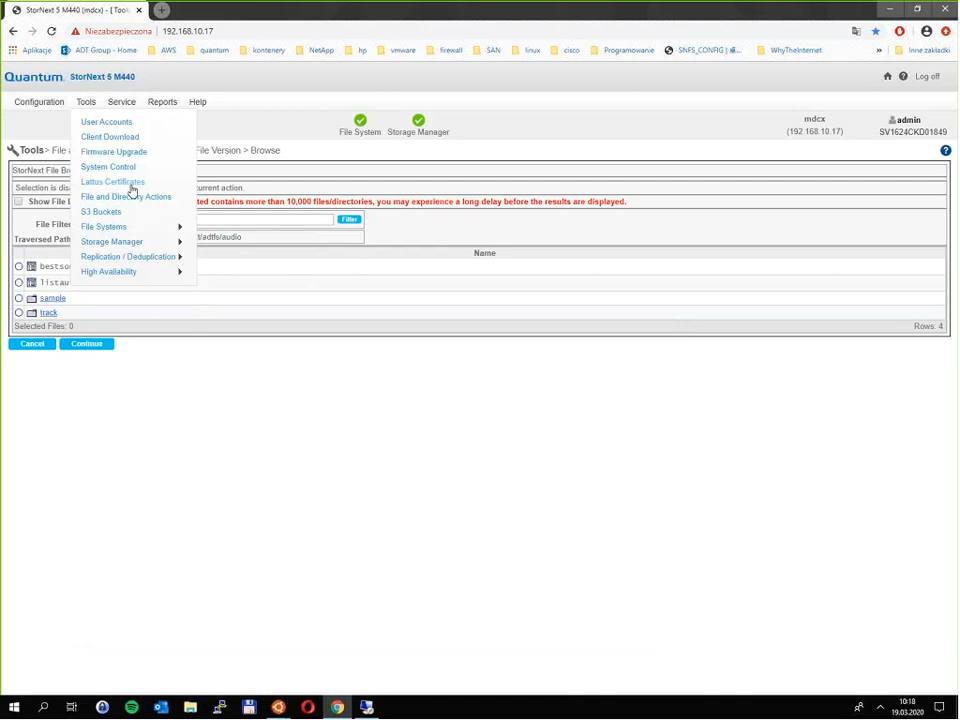 StorNext 5 M440 (mdcx) - [ Tools
Niezabezpieczona
192.168.10.17
Aplikacje
ADT Group - Home
AWS
quantum
kontenery
NetApp
hp
vmware
firewall
SAN
linux
cisco
Programowanie
SNFS_CONFIG |
WhyTheInternet
»
Inne zakładki
Quantum. StorNext 5 M440
Log off
Configuration
Tools
Service
Reports
Help
User Accounts
Client Download
Firmware Upgrade
System Control
Lattus Certificates
File and Directory Actions
S3 Buckets
File Systems
Storage Manager
Replication / Deduplication
High Availability
File System
Storage Manager
mdcx
(192.168.10.17)
admin
SV1624CKD01849
Tools> File a
File Version > Browse
StorNext File Br
Selection is dis
current action.
Show File D
ted contains more than 10,000 files/directories, you may experience a long delay before the results are displayed.
File Filter
Filter
Traversed Path
t/adtfs/audio
Name
bestso
listau
sample
track
Selected Files: 0
Rows: 4
Cancel
Continue
10:18
19.03.2020